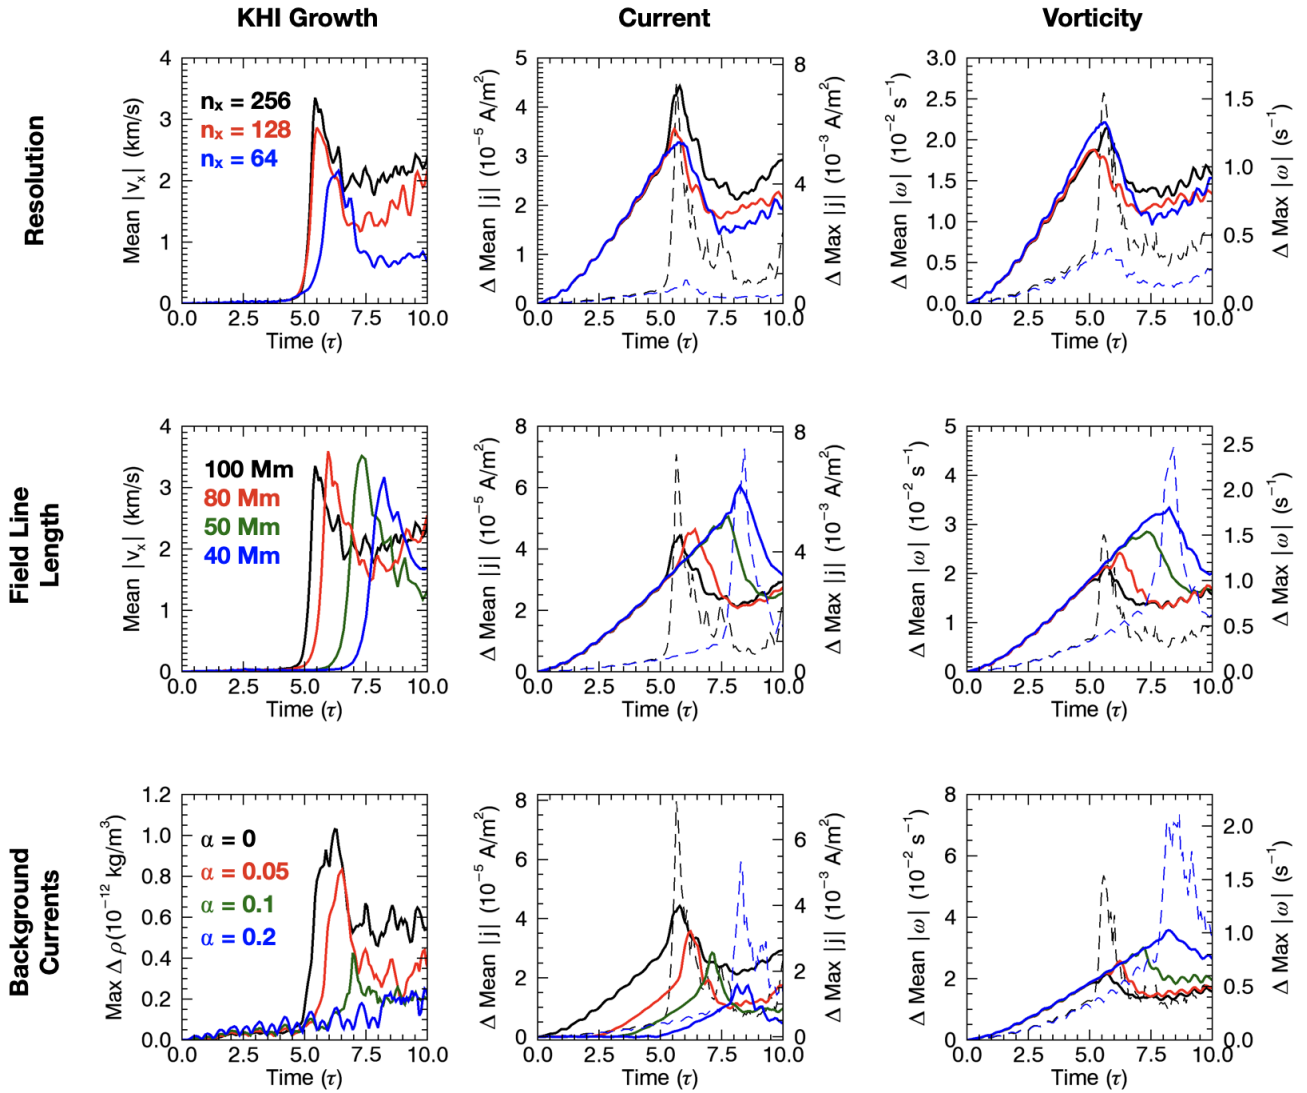 KHI Growth Current Vorticity
Resolution
Mean |vₓ| (km/s)
4
3
2
1
0
nₓ = 256
nₓ = 128
nₓ = 64
0.0 2.5 5.0 7.5 10.0
Time (τ)
Δ Mean |j| (10⁻⁵ A/m²)
5
4
3
2
1
0
0.0 2.5 5.0 7.5 10.0
Time (τ)
8
4
0
Δ Max |j| (10⁻³ A/m²)
Δ Mean |ω| (10⁻² s⁻¹)
3.0
2.5
2.0
1.5
1.0
0.5
0.0
0.0 2.5 5.0 7.5 10.0
Time (τ)
1.5
1.0
0.5
0.0
Δ Max |ω| (s⁻¹)
Field Line
Length
Mean |vₓ| (km/s)
4
3
2
1
0
100 Mm
80 Mm
50 Mm
40 Mm
0.0 2.5 5.0 7.5 10.0
Time (τ)
Δ Mean |j| (10⁻⁵ A/m²)
8
6
4
2
0
0.0 2.5 5.0 7.5 10.0
Time (τ)
8
4
0
Δ Max |j| (10⁻³ A/m²)
Δ Mean |ω| (10⁻² s⁻¹)
5
4
3
2
1
0
0.0 2.5 5.0 7.5 10.0
Time (τ)
2.5
2.0
1.5
1.0
0.5
0.0
Δ Max |ω| (s⁻¹)
Background
Currents
Max Δ ρ(10⁻¹² kg/m³)
1.2
1.0
0.8
0.6
0.4
0.2
0.0
α = 0
α = 0.05
α = 0.1
α = 0.2
0.0 2.5 5.0 7.5 10.0
Time (τ)
Δ Mean |j| (10⁻⁵ A/m²)
8
6
4
2
0
0.0 2.5 5.0 7.5 10.0
Time (τ)
6
4
2
0
Δ Max |j| (10⁻³ A/m²)
Δ Mean |ω| (10⁻² s⁻¹)
8
6
4
2
0
0.0 2.5 5.0 7.5 10.0
Time (τ)
2.0
1.5
1.0
0.5
0.0
Δ Max |ω| (s⁻¹)